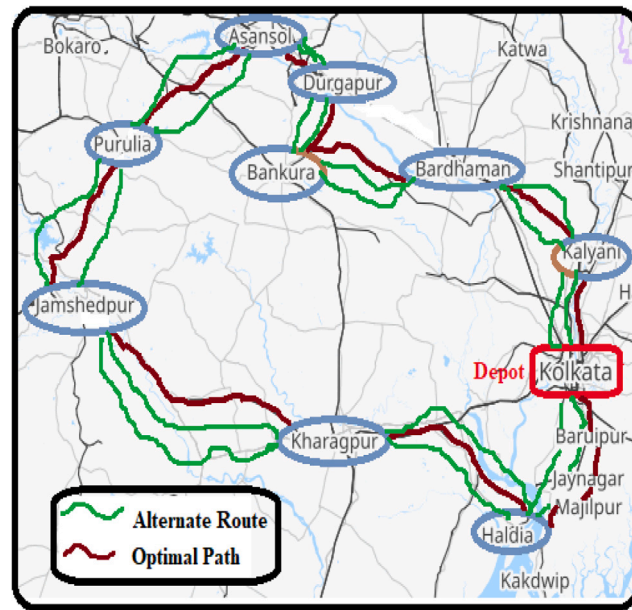 Asansol
Bokaro
Katwa
Durgapur
Krishnana
Purulia
Bankura
Bardhaman
Shantipur
Kalyani
H
Jamshedpur
Depot
Kolkata
Kharagpur
Baruipur
Jaynagar
Majilpur
Alternate Route
Optimal Path
Haldia
Kakdwip